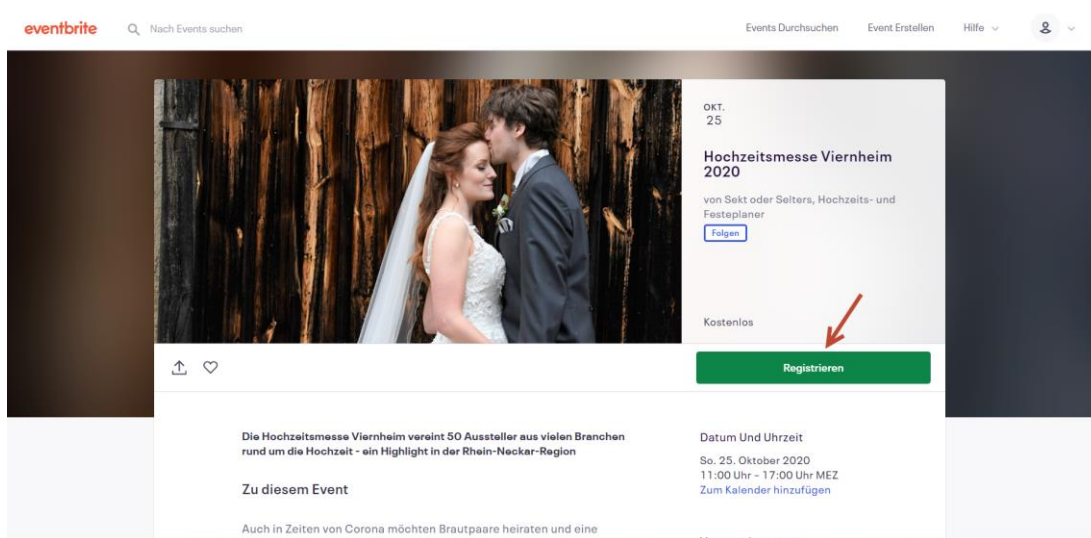 eventbrite
Nach Events suchen
Events Durchsuchen
Event Erstellen
Hilfe
OKT.
25
Hochzeitsmesse Viernheim
2020
von Sekt oder Selters, Hochzeits- und
Festeplaner
Folgen
Kostenlos
Registrieren
Die Hochzeitsmesse Viernheim vereint 50 Aussteller aus vielen Branchen
rund um die Hochzeit - ein Highlight in der Rhein-Neckar-Region
Zu diesem Event
Auch in Zeiten von Corona möchten Brautpaare heiraten und eine
Datum Und Uhrzeit
So. 25. Oktober 2020
11:00 Uhr – 17:00 Uhr MEZ
Zum Kalender hinzufügen